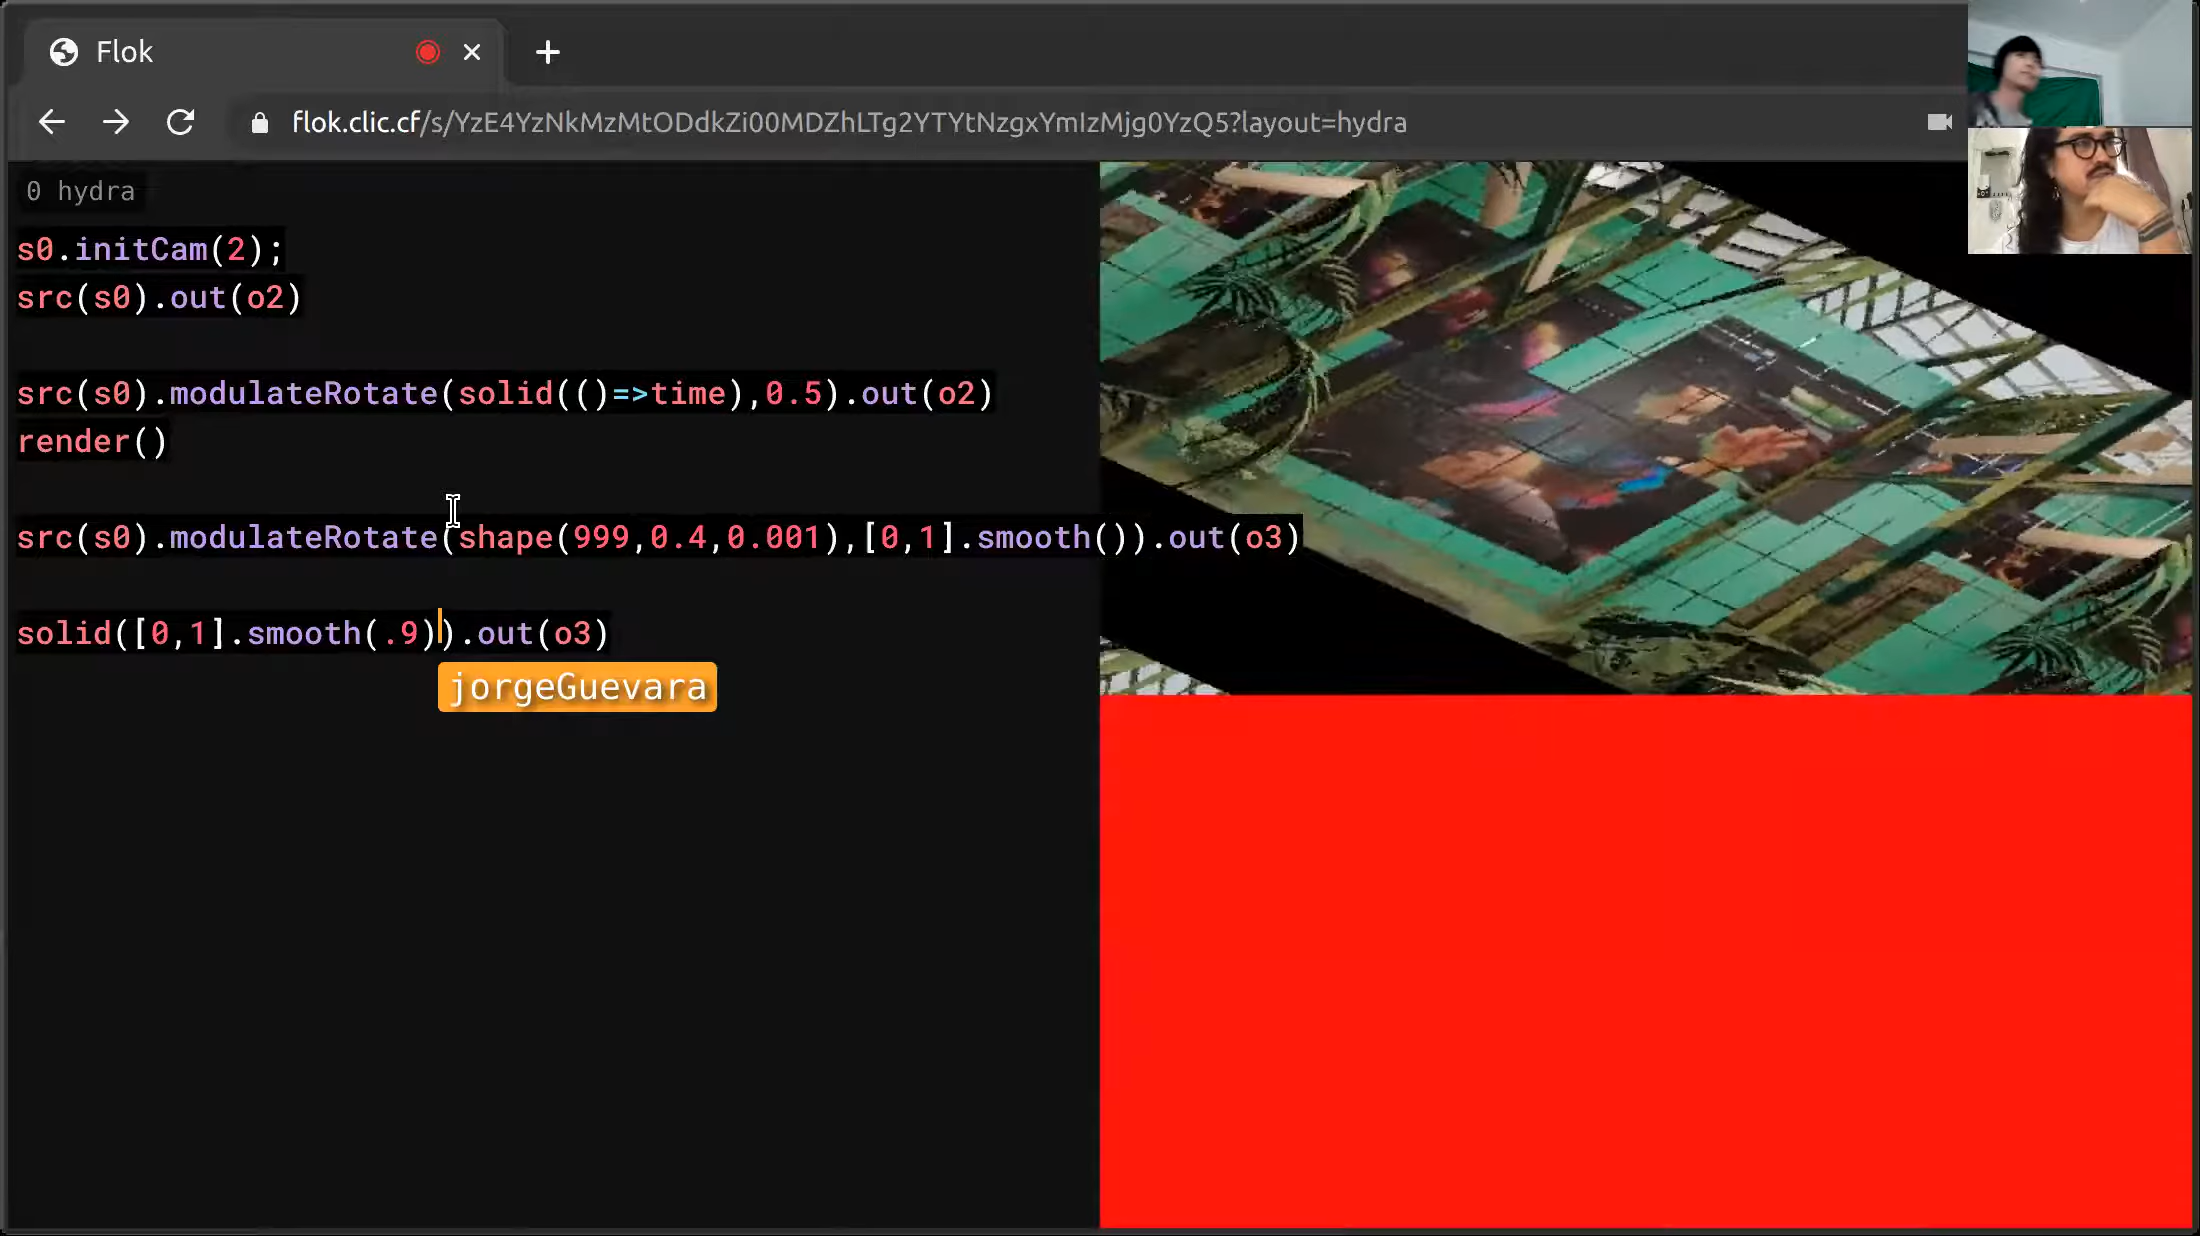 Flok
flok.clic.cf/s/YzE4YzNkMzMtODdkZi00MDZhLTg2YTYtNzgxYmIzMjg0YzQ5?layout=hydra
0 hydra
s0.initCam(2);
src(s0).out(o2)
src(s0).modulateRotate(solid(()=>time),0.5).out(o2)
render()
src(s0).modulateRotate(shape(999,0.4,0.001),[0,1].smooth()).out(o3)
solid([0,1].smooth(.9)).out(o3)
jorgeGuevara